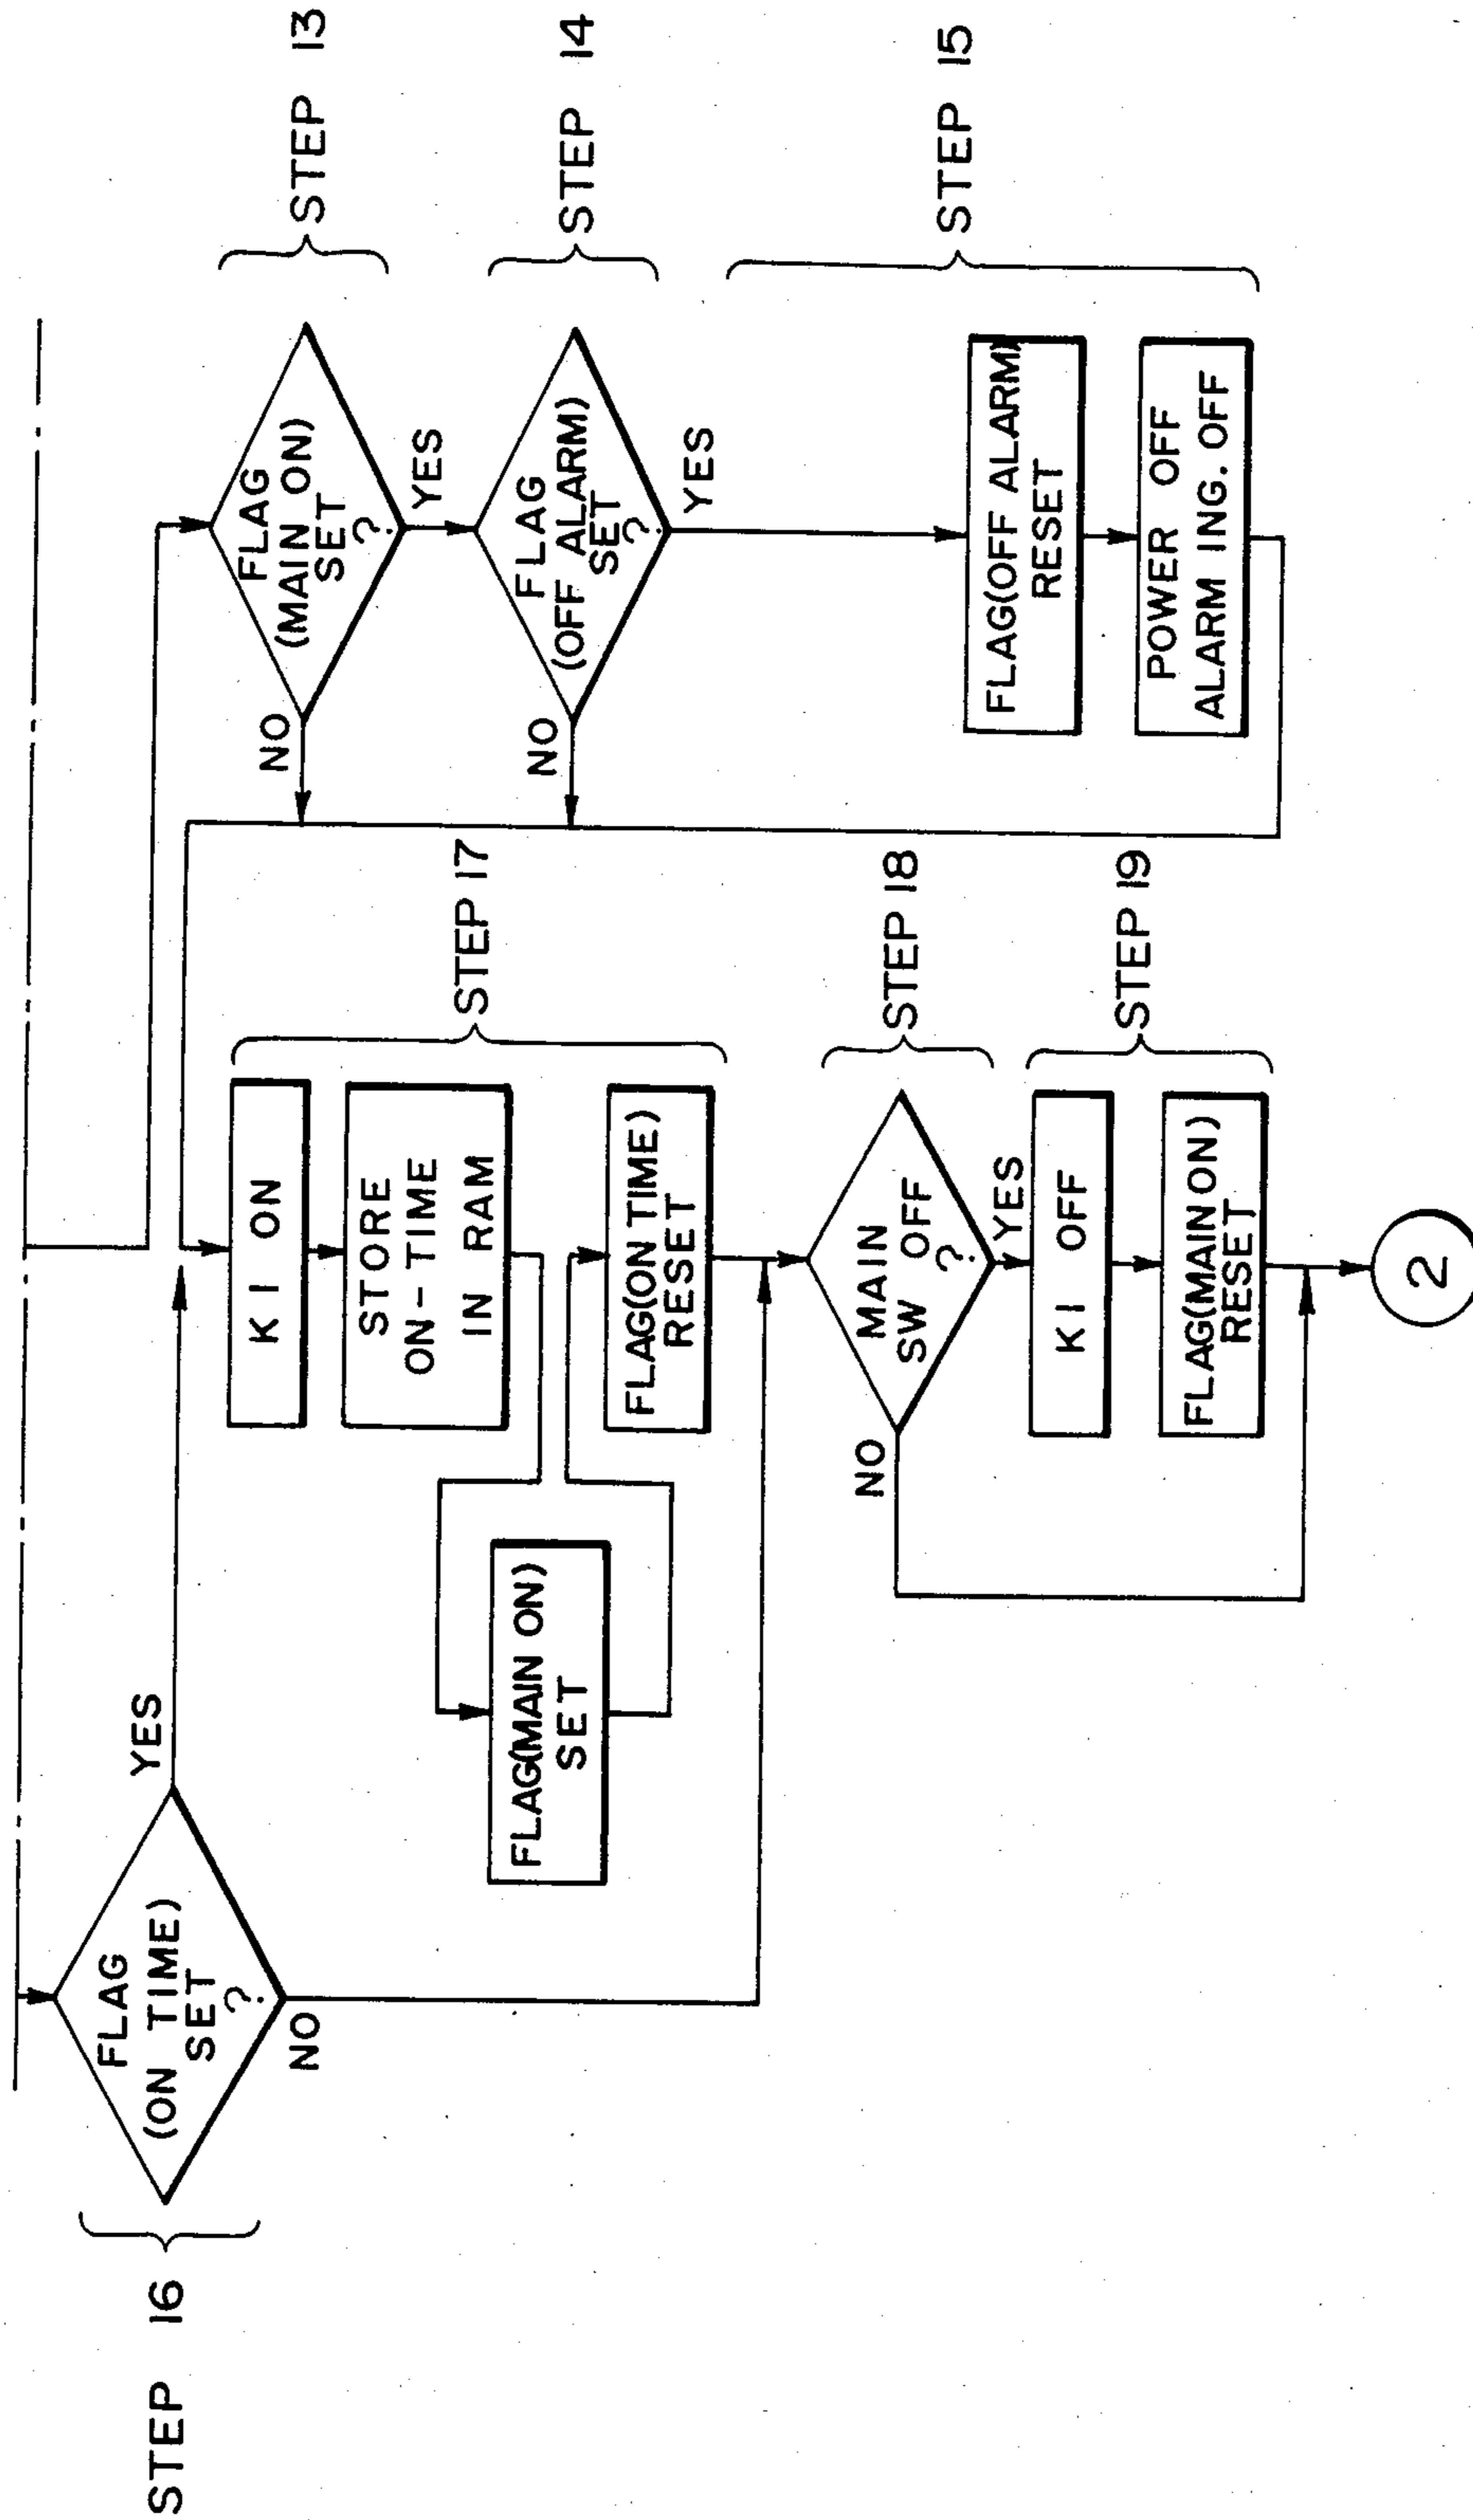 STEP 16
FLAG
(ON TIME)
SET
?
YES
NO
STEP 13
FLAG
(MAIN ON)
SET
?
NO
YES
STEP 14
FLAG
(OFF ALARM)
SET
?
NO
YES
STEP 15
FLAG(OFF ALARM)
RESET
POWER OFF
ALARM ING. OFF
STEP 17
K I ON
STORE
ON-TIME
IN RAM
FLAG(MAIN ON)
SET
FLAG(ON TIME)
RESET
STEP 18
MAIN
SW OFF
?
NO
YES
STEP 19
K I OFF
FLAG(MAIN ON)
RESET
2